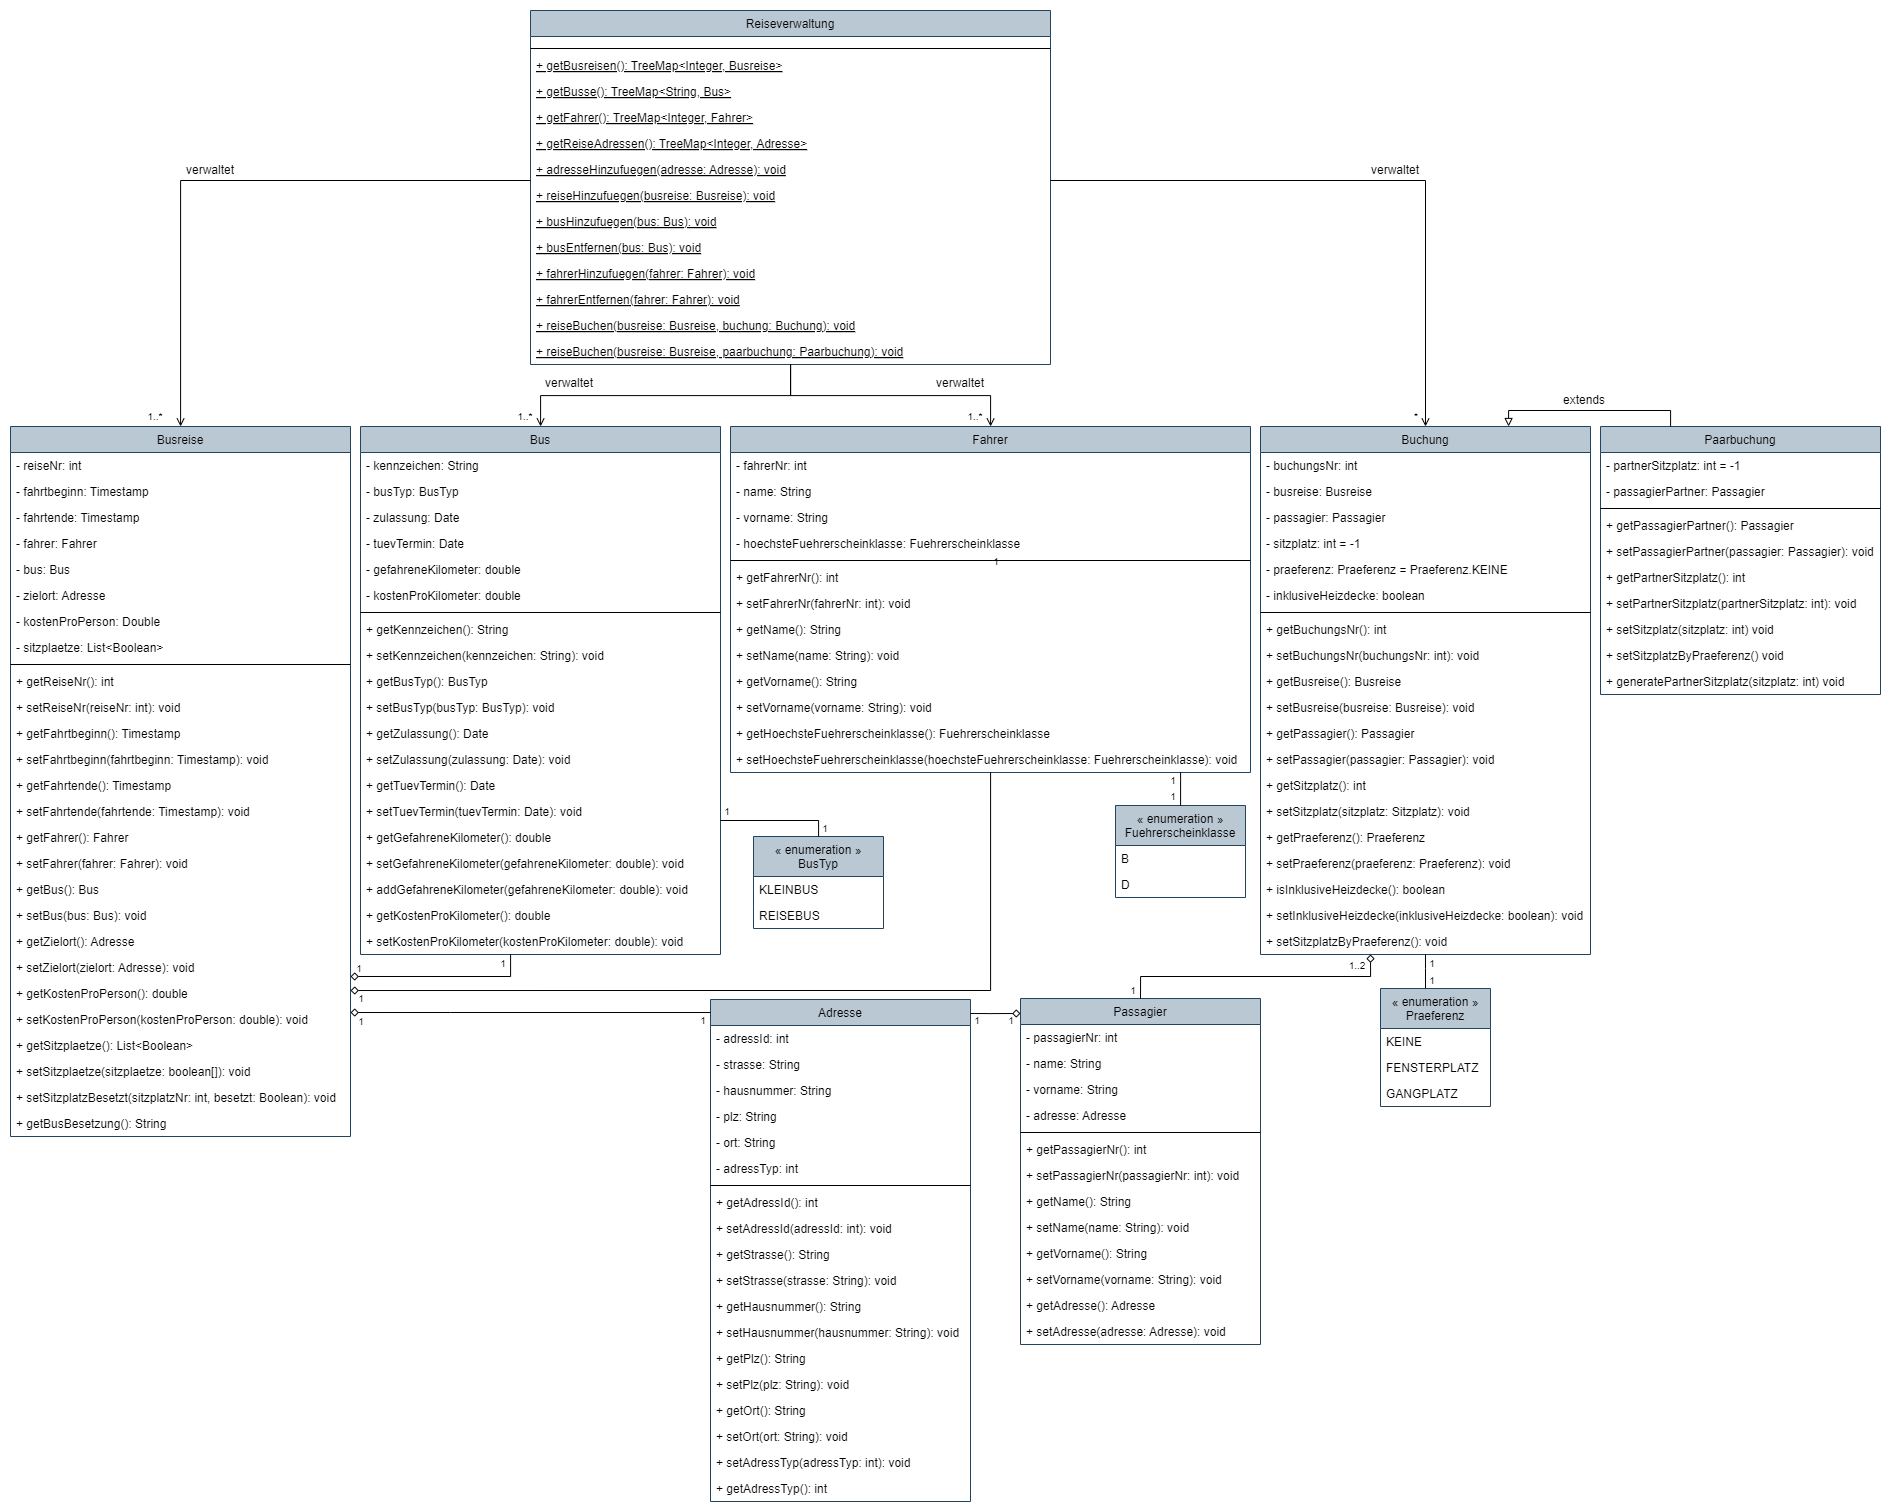 Reiseverwaltung
+ getBusreisen(): TreeMap<Integer, Busreise>
+ getBusse(): TreeMap<String, Bus>
+ getFahrer(): TreeMap<Integer, Fahrer>
+ getReiseAdressen(): TreeMap<Integer, Adresse>
+ adresseHinzufuegen(adresse: Adresse): void
+ reiseHinzufuegen(busreise: Busreise): void
+ busHinzufuegen(bus: Bus): void
+ busEntfernen(bus: Bus): void
+ fahrerHinzufuegen(fahrer: Fahrer): void
+ fahrerEntfernen(fahrer: Fahrer): void
+ reiseBuchen(busreise: Busreise, buchung: Buchung): void
+ reiseBuchen(busreise: Busreise, paarbuchung: Paarbuchung): void
verwaltet
verwaltet
verwaltet
verwaltet
extends
1..*
1..*
1..*
*
Busreise
- reiseNr: int
- fahrtbeginn: Timestamp
- fahrtende: Timestamp
- fahrer: Fahrer
- bus: Bus
- zielort: Adresse
- kostenProPerson: Double
- sitzplaetze: List<Boolean>
+ getReiseNr(): int
+ setReiseNr(reiseNr: int): void
+ getFahrtbeginn(): Timestamp
+ setFahrtbeginn(fahrtbeginn: Timestamp): void
+ getFahrtende(): Timestamp
+ setFahrtende(fahrtende: Timestamp): void
+ getFahrer(): Fahrer
+ setFahrer(fahrer: Fahrer): void
+ getBus(): Bus
+ setBus(bus: Bus): void
+ getZielort(): Adresse
+ setZielort(zielort: Adresse): void
+ getKostenProPerson(): double
+ setKostenProPerson(kostenProPerson: double): void
+ getSitzplaetze(): List<Boolean>
+ setSitzplaetze(sitzplaetze: boolean[]): void
+ setSitzplatzBesetzt(sitzplatzNr: int, besetzt: Boolean): void
+ getBusBesetzung(): String
Bus
- kennzeichen: String
- busTyp: BusTyp
- zulassung: Date
- tuevTermin: Date
- gefahreneKilometer: double
- kostenProKilometer: double
+ getKennzeichen(): String
+ setKennzeichen(kennzeichen: String): void
+ getBusTyp(): BusTyp
+ setBusTyp(busTyp: BusTyp): void
+ getZulassung(): Date
+ setZulassung(zulassung: Date): void
+ getTuevTermin(): Date
+ setTuevTermin(tuevTermin: Date): void
+ getGefahreneKilometer(): double
+ setGefahreneKilometer(gefahreneKilometer: double): void
+ addGefahreneKilometer(gefahreneKilometer: double): void
+ getKostenProKilometer(): double
+ setKostenProKilometer(kostenProKilometer: double): void
Fahrer
- fahrerNr: int
- name: String
- vorname: String
- hoechsteFuehrerscheinklasse: Fuehrerscheinklasse
1
+ getFahrerNr(): int
+ setFahrerNr(fahrerNr: int): void
+ getName(): String
+ setName(name: String): void
+ getVorname(): String
+ setVorname(vorname: String): void
+ getHoechsteFuehrerscheinklasse(): Fuehrerscheinklasse
+ setHoechsteFuehrerscheinklasse(hoechsteFuehrerscheinklasse: Fuehrerscheinklasse): void
Buchung
- buchungsNr: int
- busreise: Busreise
- passagier: Passagier
- sitzplatz: int = -1
- praeferenz: Praeferenz = Praeferenz.KEINE
- inklusiveHeizdecke: boolean
+ getBuchungsNr(): int
+ setBuchungsNr(buchungsNr: int): void
+ getBusreise(): Busreise
+ setBusreise(busreise: Busreise): void
+ getPassagier(): Passagier
+ setPassagier(passagier: Passagier): void
+ getSitzplatz(): int
+ setSitzplatz(sitzplatz: Sitzplatz): void
+ getPraeferenz(): Praeferenz
+ setPraeferenz(praeferenz: Praeferenz): void
+ isInklusiveHeizdecke(): boolean
+ setInklusiveHeizdecke(inklusiveHeizdecke: boolean): void
+ setSitzplatzByPraeferenz(): void
Paarbuchung
- partnerSitzplatz: int = -1
- passagierPartner: Passagier
+ getPassagierPartner(): Passagier
+ setPassagierPartner(passagier: Passagier): void
+ getPartnerSitzplatz(): int
+ setPartnerSitzplatz(partnerSitzplatz: int): void
+ setSitzplatz(sitzplatz: int) void
+ setSitzplatzByPraeferenz() void
+ generatePartnerSitzplatz(sitzplatz: int) void
1
1
« enumeration »
BusTyp
KLEINBUS
REISEBUS
1
1
« enumeration »
Fuehrerscheinklasse
B
D
1
1
1
1
1
1
1
1..2
1
1
1
« enumeration »
Praeferenz
KEINE
FENSTERPLATZ
GANGPLATZ
Adresse
- adressId: int
- strasse: String
- hausnummer: String
- plz: String
- ort: String
- adressTyp: int
+ getAdressId(): int
+ setAdressId(adressId: int): void
+ getStrasse(): String
+ setStrasse(strasse: String): void
+ getHausnummer(): String
+ setHausnummer(hausnummer: String): void
+ getPlz(): String
+ setPlz(plz: String): void
+ getOrt(): String
+ setOrt(ort: String): void
+ setAdressTyp(adressTyp: int): void
+ getAdressTyp(): int
Passagier
- passagierNr: int
- name: String
- vorname: String
- adresse: Adresse
+ getPassagierNr(): int
+ setPassagierNr(passagierNr: int): void
+ getName(): String
+ setName(name: String): void
+ getVorname(): String
+ setVorname(vorname: String): void
+ getAdresse(): Adresse
+ setAdresse(adresse: Adresse): void